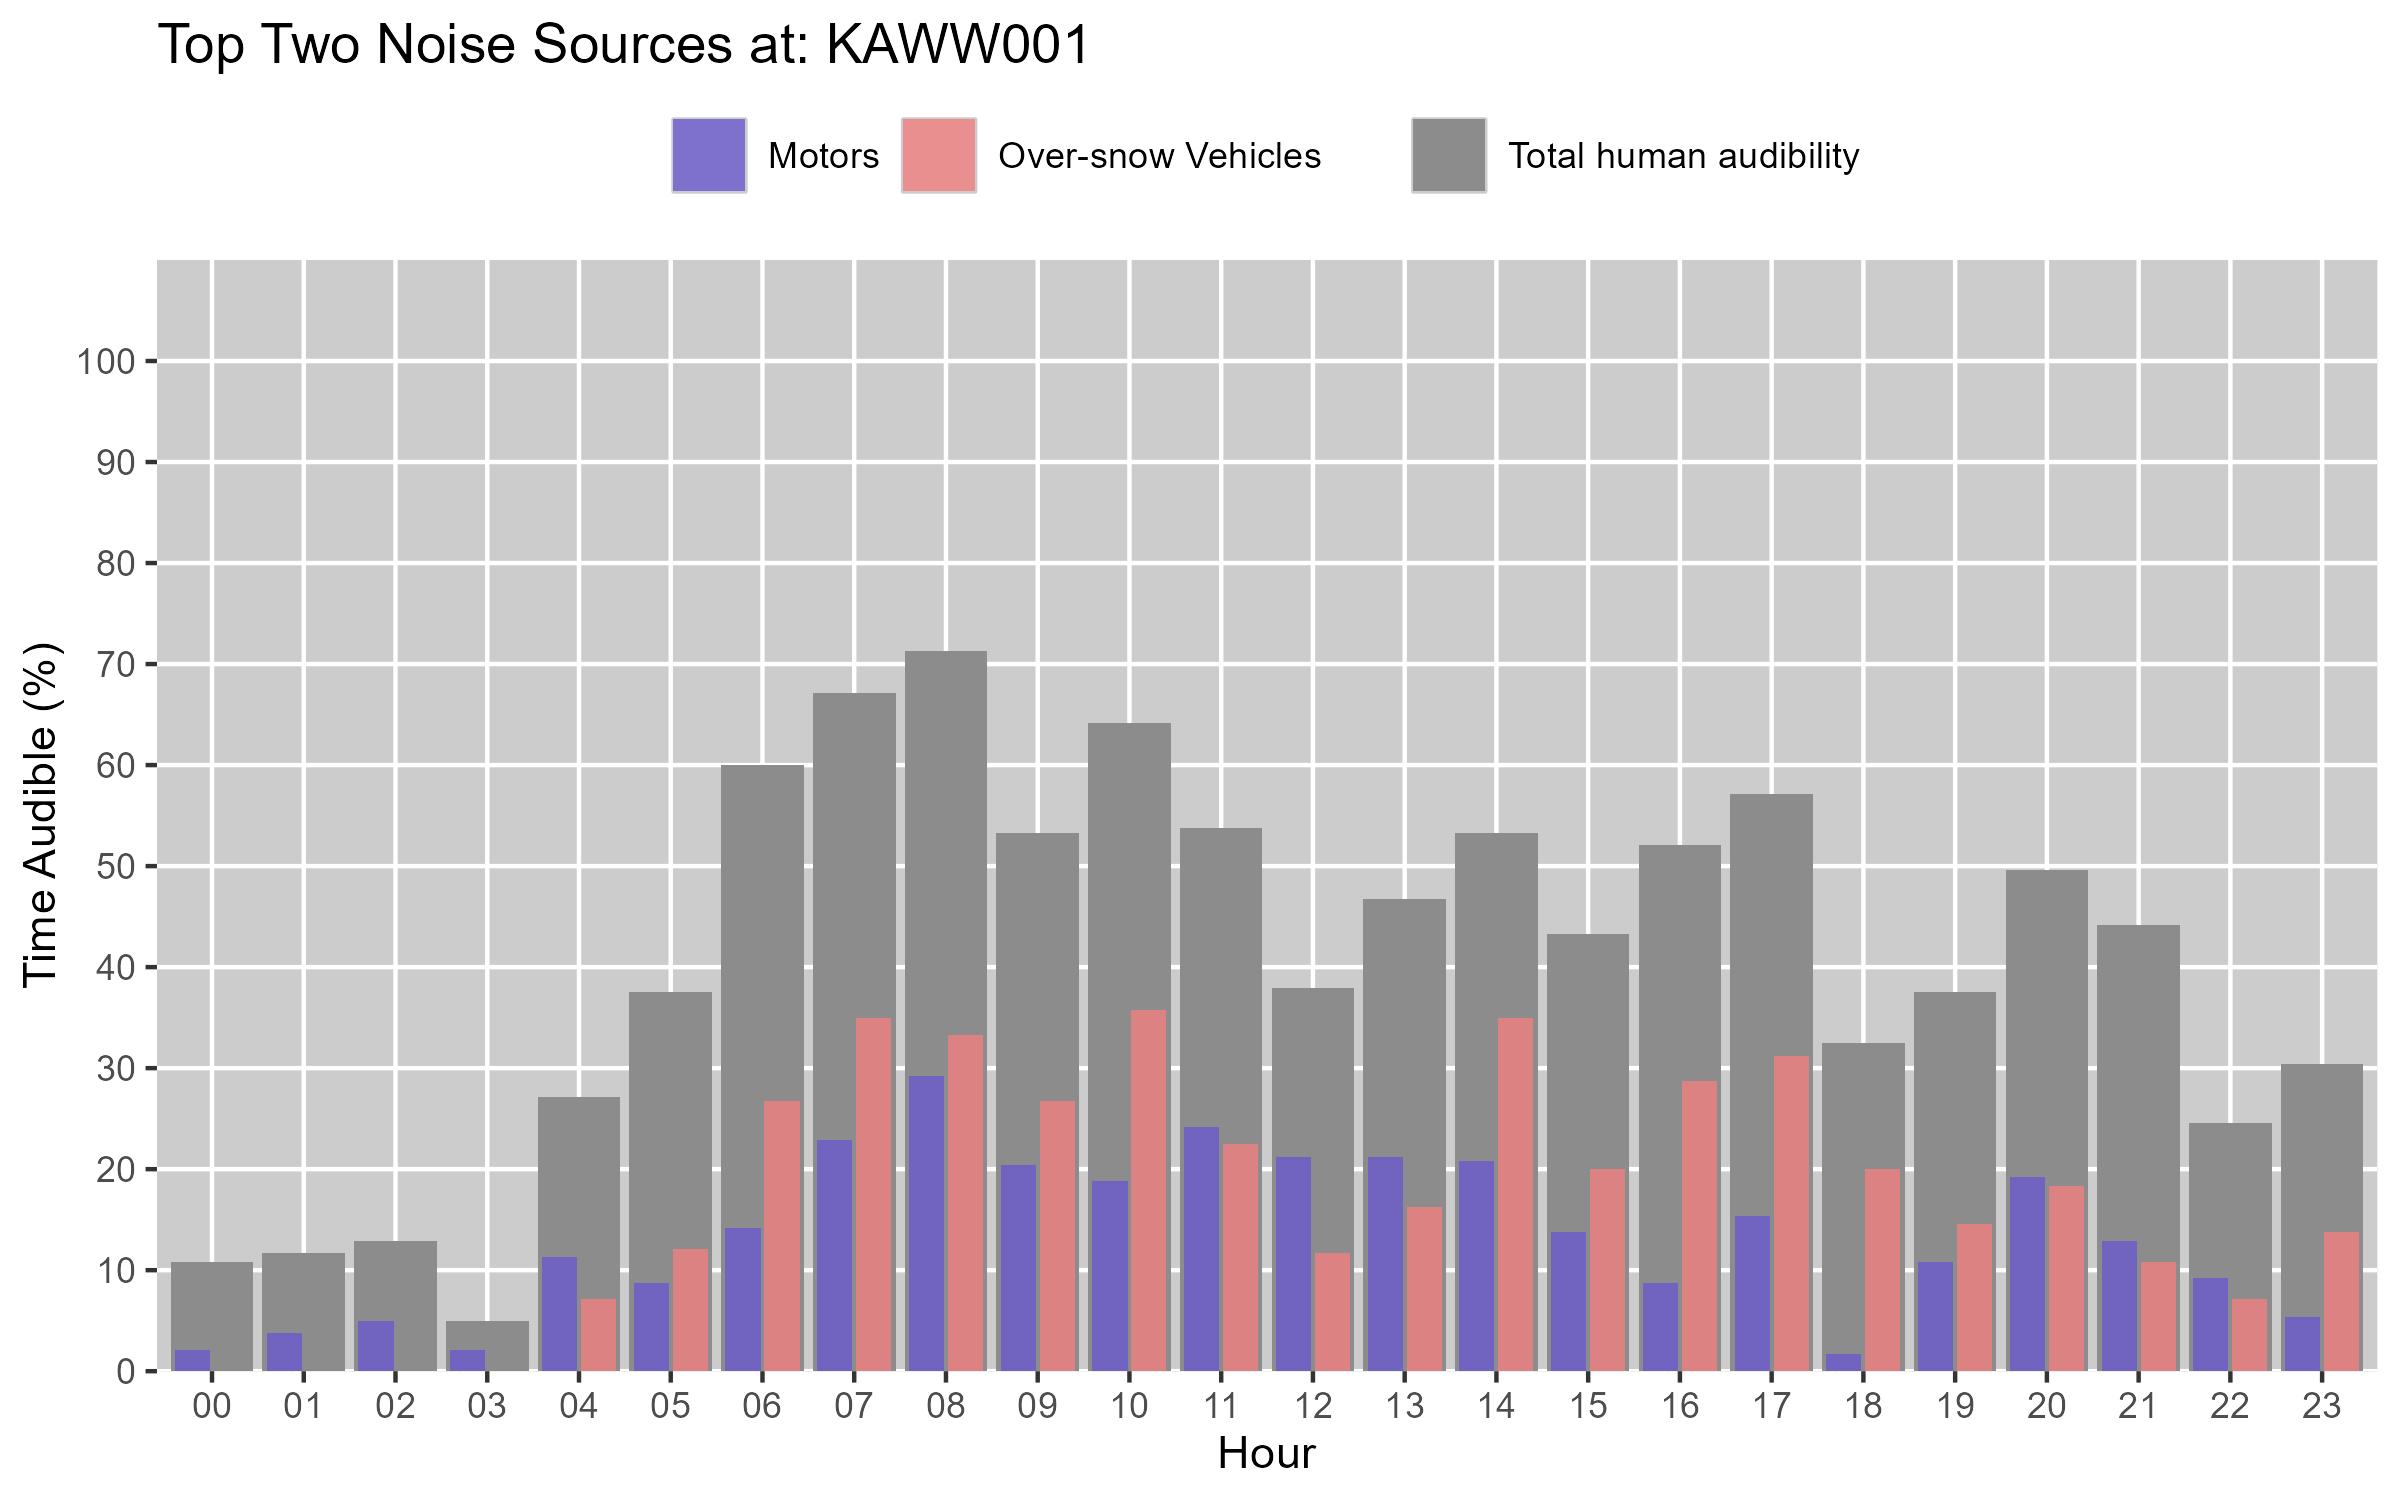 Top Two Noise Sources at: KAWW001
Motors Over-snow Vehicles Total human audibility
Time Audible (%)
100
90
80
70
60
50
40
30
20
10
0
00 01 02 03 04 05 06 07 08 09 10 11 12 13 14 15 16 17 18 19 20 21 22 23
Hour